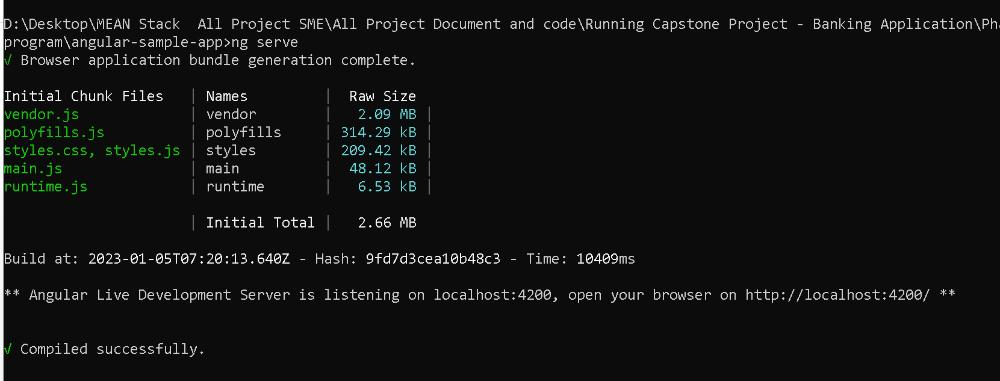 D:\Desktop\MEAN Stack  All Project SME\All Project Document and code\Running Capstone Project - Banking Application\Ph
program\angular-sample-app>ng serve
√ Browser application bundle generation complete.
Initial Chunk Files | Names | Raw Size
vendor.js | vendor | 2.09 MB |
polyfills.js | polyfills | 314.29 kB |
styles.css, styles.js | styles | 209.42 kB |
main.js | main | 48.12 kB |
runtime.js | runtime | 6.53 kB |
| Initial Total | 2.66 MB
Build at: 2023-01-05T07:20:13.640Z - Hash: 9fd7d3cea10b48c3 - Time: 10409ms
** Angular Live Development Server is listening on localhost:4200, open your browser on http://localhost:4200/ **
√ Compiled successfully.